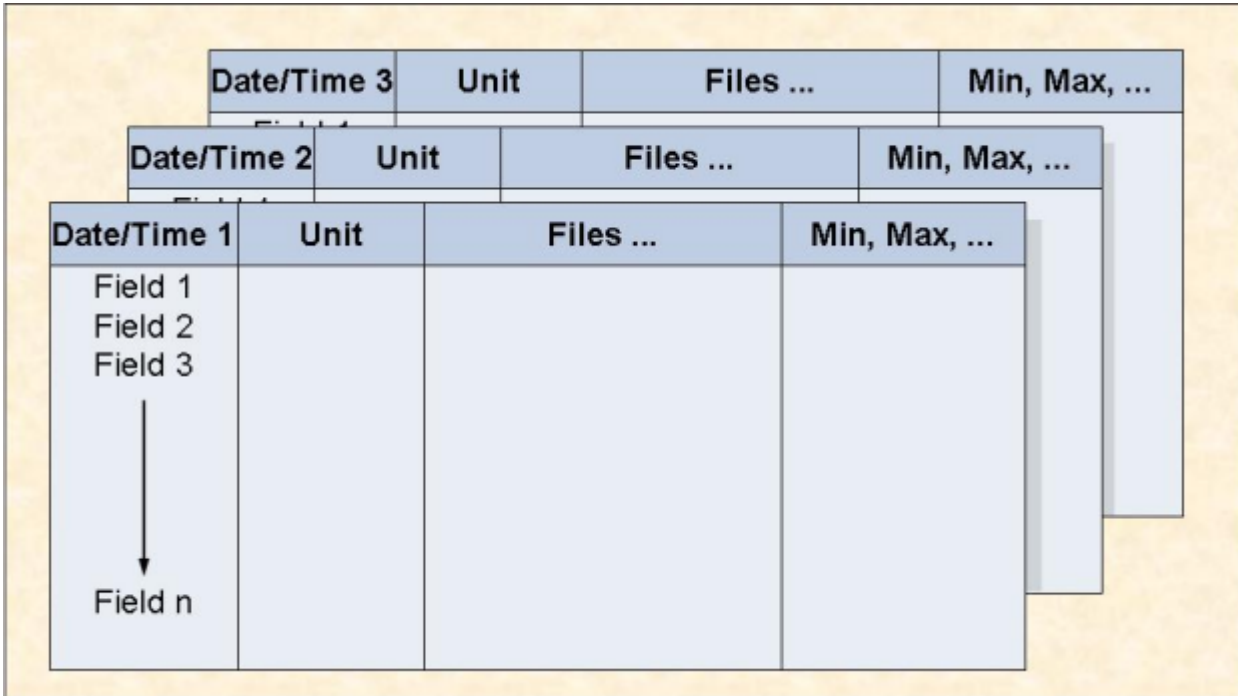 Date/Time 3 Unit Files ... Min, Max, ...
Date/Time 2 Unit Files ... Min, Max, ...
Date/Time 1 Unit Files ... Min, Max, ...
Field 1
Field 2
Field 3
Field n